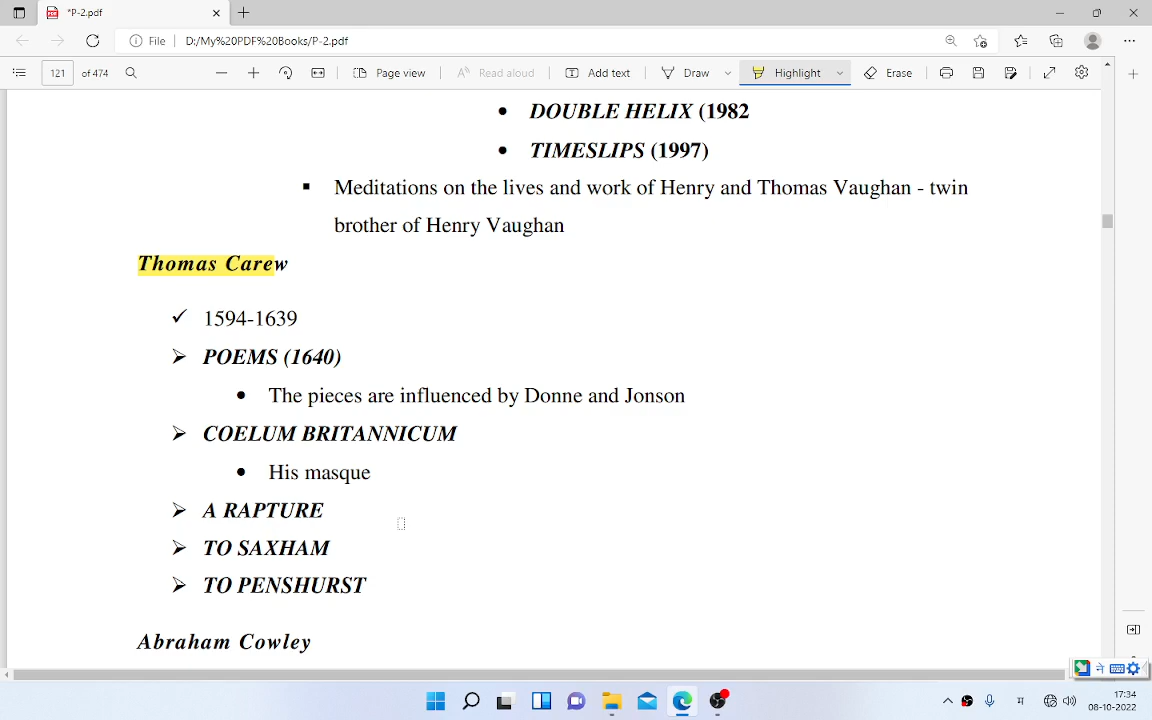 *P-2.pdf
File | D:/My%20PDF%20Books/P-2.pdf
121 of 474 Page view Read aloud Add text Draw Highlight Erase
• DOUBLE HELIX (1982
• TIMESLIPS (1997)
▪ Meditations on the lives and work of Henry and Thomas Vaughan - twin
brother of Henry Vaughan
Thomas Carew
✓ 1594-1639
➢ POEMS (1640)
• The pieces are influenced by Donne and Jonson
➢ COELUM BRITANNICUM
• His masque
➢ A RAPTURE
➢ TO SAXHAM
➢ TO PENSHURST
Abraham Cowley
17:34
08-10-2022